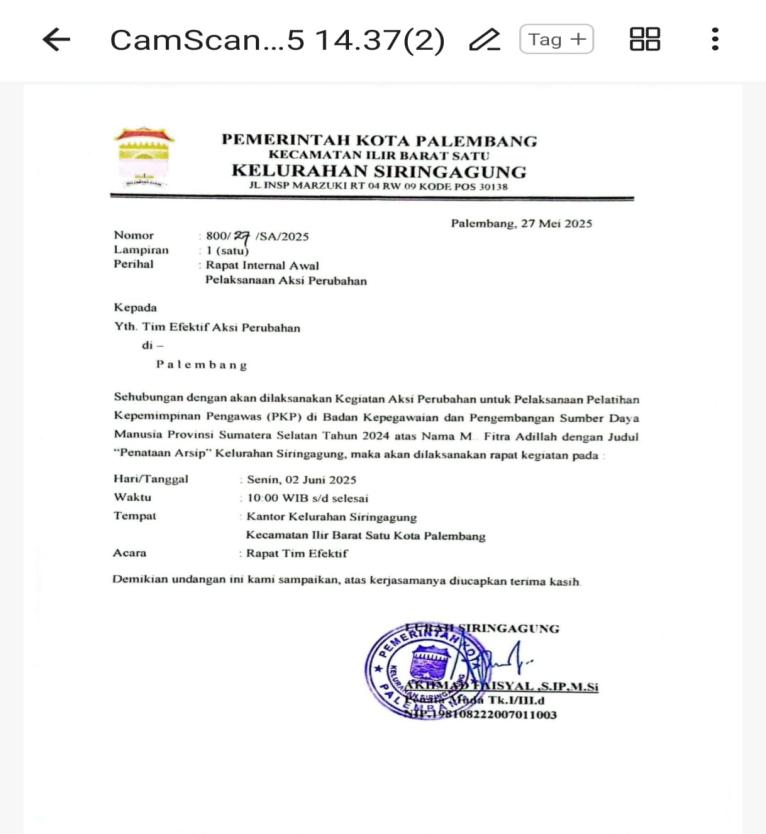 CamScan...5 14.37(2)
Tag +
PEMERINTAH KOTA PALEMBANG
KECAMATAN ILIR BARAT SATU
KELURAHAN SIRINGAGUNG
JL INSP MARZUKI RT 04 RW 09 KODE POS 30138
Palembang, 27 Mei 2025
Nomor : 800/ 27 /SA/2025
Lampiran : 1 (satu)
Perihal : Rapat Internal Awal
Pelaksanaan Aksi Perubahan
Kepada
Yth. Tim Efektif Aksi Perubahan
di –
P a l e m b a n g
Sehubungan dengan akan dilaksanakan Kegiatan Aksi Perubahan untuk Pelaksanaan Pelatihan
Kepemimpinan Pengawas (PKP) di Badan Kepegawaian dan Pengembangan Sumber Daya
Manusia Provinsi Sumatera Selatan Tahun 2024 atas Nama M. Fitra Adillah dengan Judul
“Penataan Arsip” Kelurahan Siringagung, maka akan dilaksanakan rapat kegiatan pada :
Hari/Tanggal : Senin, 02 Juni 2025
Waktu : 10:00 WIB s/d selesai
Tempat : Kantor Kelurahan Siringagung
Kecamatan Ilir Barat Satu Kota Palembang
Acara : Rapat Tim Efektif
Demikian undangan ini kami sampaikan, atas kerjasamanya diucapkan terima kasih.
LURAH SIRINGAGUNG
PEMERINTAH KOTA
PALEMBANG
AKHMAD FAISYAL ,S.IP.M.Si
Tk.I/III.d
NIP.198108222007011003